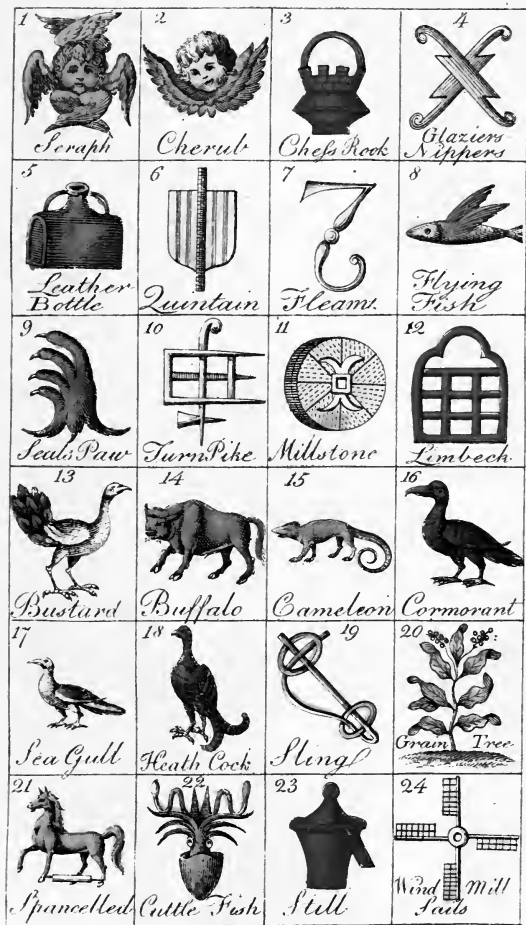 1
Seraph
2
Cherub
3
Cheſs Rook
4
Glaziers
Nippers
5
Leather
Bottle
6
Quintain
7
Fleams.
8
Flying
Fish
9
Seals Paw
10
Turn Pike
11
Millstone
12
Limbeck.
13
Bustard
14
Buffalo
15
Cameleon
16
Cormorant
17
Sea Gull
18
Heath Cock
19
Sling
20
Grain Tree
21
Spancelled
22
Cuttle Fish
23
Still
24
Wind Mill
Sails